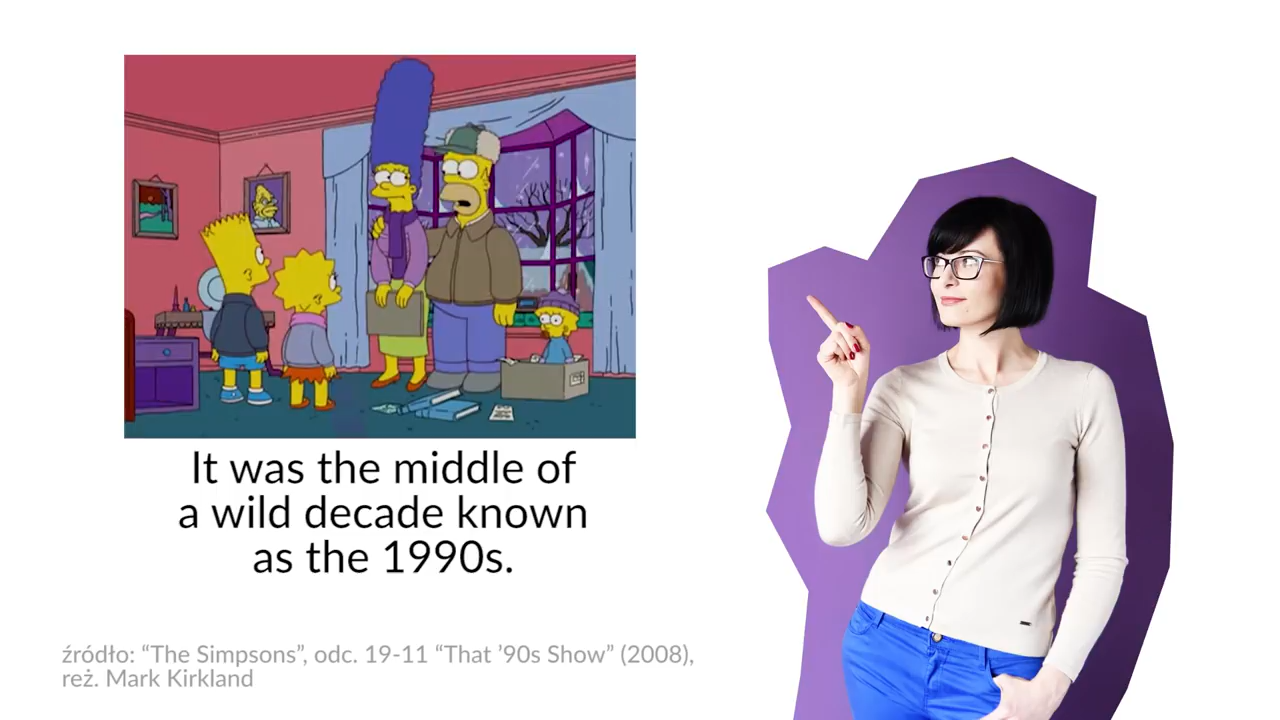 It was the middle of
a wild decade known
as the 1990s.
źródło: “The Simpsons”, odc. 19-11 “That ’90s Show” (2008),
reż. Mark Kirkland